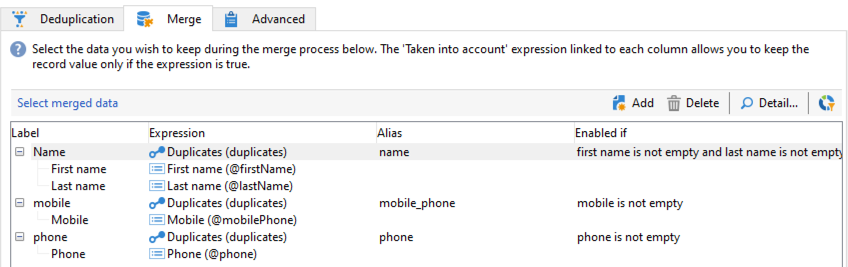 Deduplication Merge Advanced
Select the data you wish to keep during the merge process below. The 'Taken into account' expression linked to each column allows you to keep the
record value only if the expression is true.
Select merged data Add Delete Detail...
Label Expression Alias Enabled if
Name Duplicates (duplicates) name first name is not empty and last name is not empty
First name First name (@firstName)
Last name Last name (@lastName)
mobile Duplicates (duplicates) mobile_phone mobile is not empty
Mobile Mobile (@mobilePhone)
phone Duplicates (duplicates) phone phone is not empty
Phone Phone (@phone)